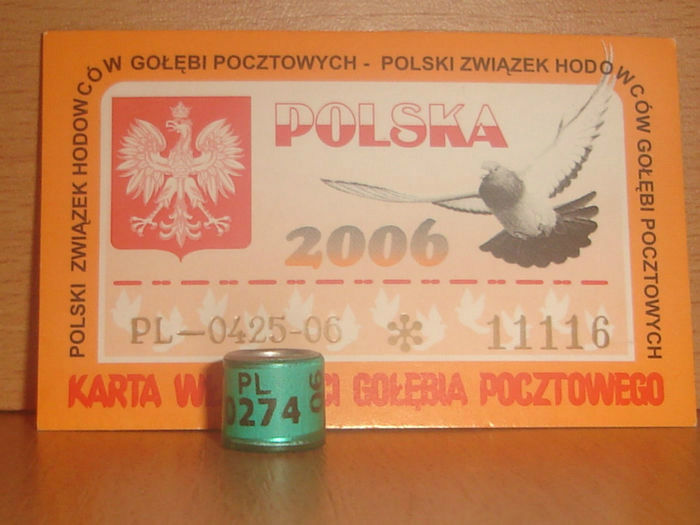 POLSKI ZWIĄZEK HODOWCÓW GOŁĘBI POCZTOWYCH - POLSKI ZWIĄZEK HODOWCÓW GOŁĘBI POCZTOWYCH
POLSKA
2006
PL-0425-06 * 11116
KARTA GOŁĘBIA POCZTOWEGO
PL
0274 06